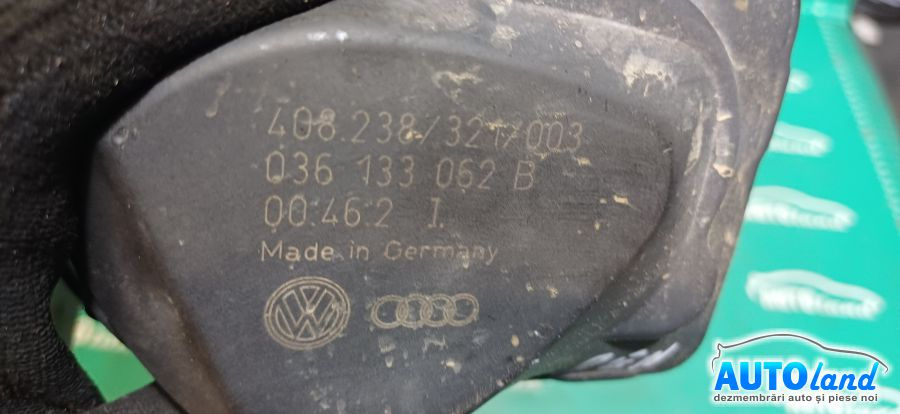 408.238/321/003
036 133 062 B
00:46:2 I
Made in Germany
VW
AUTOland
dezmembrări auto și piese noi